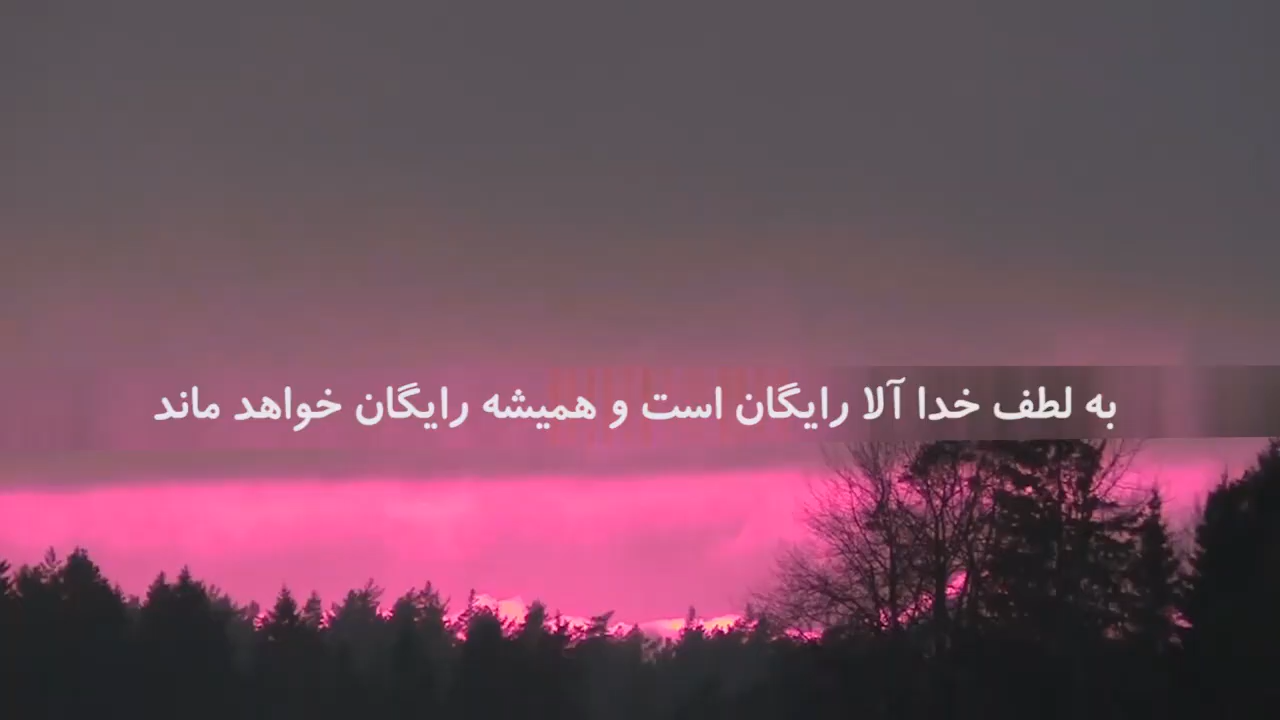 به لطف خدا آلا رایگان است و همیشه رایگان خواهد ماند